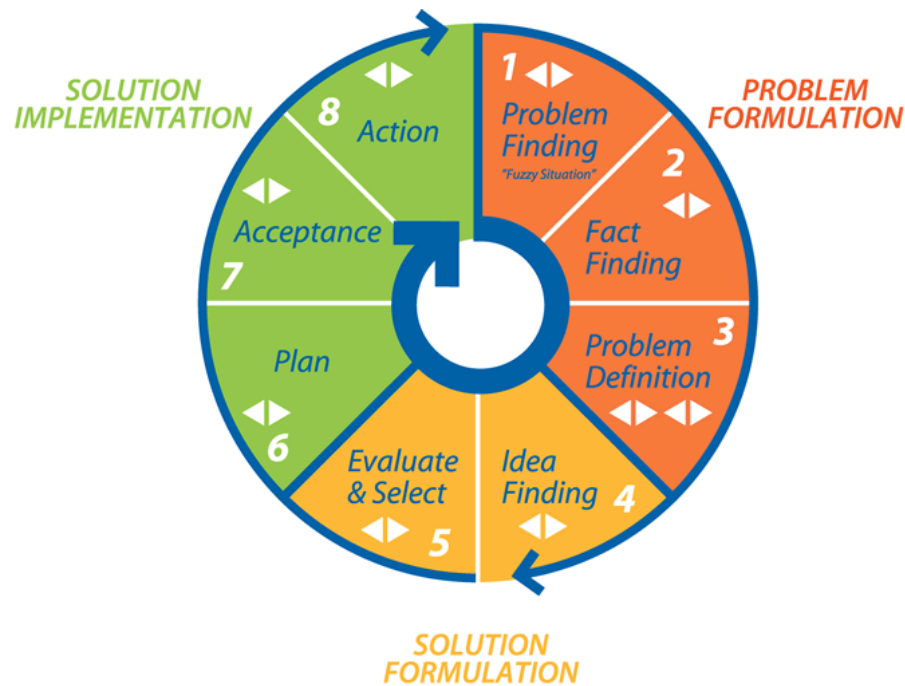 PROBLEM
FORMULATION
1
Problem
Finding
"Fuzzy Situation"
2
Fact
Finding
3
Problem
Definition
4
Idea
Finding
SOLUTION
FORMULATION
5
Evaluate
& Select
6
Plan
SOLUTION
IMPLEMENTATION
7
Acceptance
8
Action